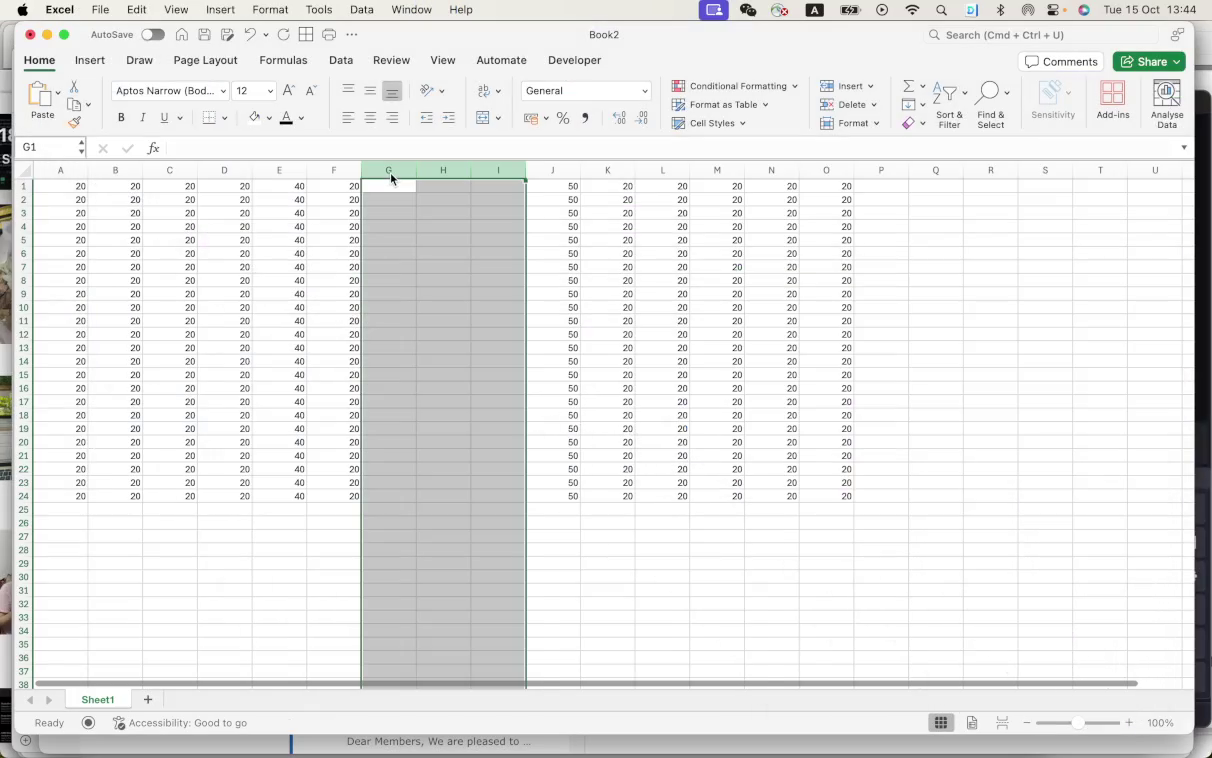 Excel File Edit View Insert Format Tools Data Window Help A Tue 15 Oct 13:44
AutoSave Book2 Search (Cmd + Ctrl + U)
Home Insert Draw Page Layout Formulas Data Review View Automate Developer Comments Share
Paste Aptos Narrow (Bod... 12 A A General Conditional Formatting Insert Sort & Filter Find & Select Sensitivity Add-ins Analyse Data
Format as Table Delete
B I U A % Cell Styles Format
G1 fx
A B C D E F G H I J K L M N O P Q R S T U
1 20 20 20 20 40 20 50 20 20 20 20 20
2 20 20 20 20 40 20 50 20 20 20 20 20
3 20 20 20 20 40 20 50 20 20 20 20 20
4 20 20 20 20 40 20 50 20 20 20 20 20
5 20 20 20 20 40 20 50 20 20 20 20 20
6 20 20 20 20 40 20 50 20 20 20 20 20
7 20 20 20 20 40 20 50 20 20 20 20 20
8 20 20 20 20 40 20 50 20 20 20 20 20
9 20 20 20 20 40 20 50 20 20 20 20 20
10 20 20 20 20 40 20 50 20 20 20 20 20
11 20 20 20 20 40 20 50 20 20 20 20 20
12 20 20 20 20 40 20 50 20 20 20 20 20
13 20 20 20 20 40 20 50 20 20 20 20 20
14 20 20 20 20 40 20 50 20 20 20 20 20
15 20 20 20 20 40 20 50 20 20 20 20 20
16 20 20 20 20 40 20 50 20 20 20 20 20
17 20 20 20 20 40 20 50 20 20 20 20 20
18 20 20 20 20 40 20 50 20 20 20 20 20
19 20 20 20 20 40 20 50 20 20 20 20 20
20 20 20 20 20 40 20 50 20 20 20 20 20
21 20 20 20 20 40 20 50 20 20 20 20 20
22 20 20 20 20 40 20 50 20 20 20 20 20
23 20 20 20 20 40 20 50 20 20 20 20 20
24 20 20 20 20 40 20 50 20 20 20 20 20
25
26
27
28
29
30
31
32
33
34
35
36
37
38
Sheet1
Ready Accessibility: Good to go 100%
Dear Members, We are pleased to ...